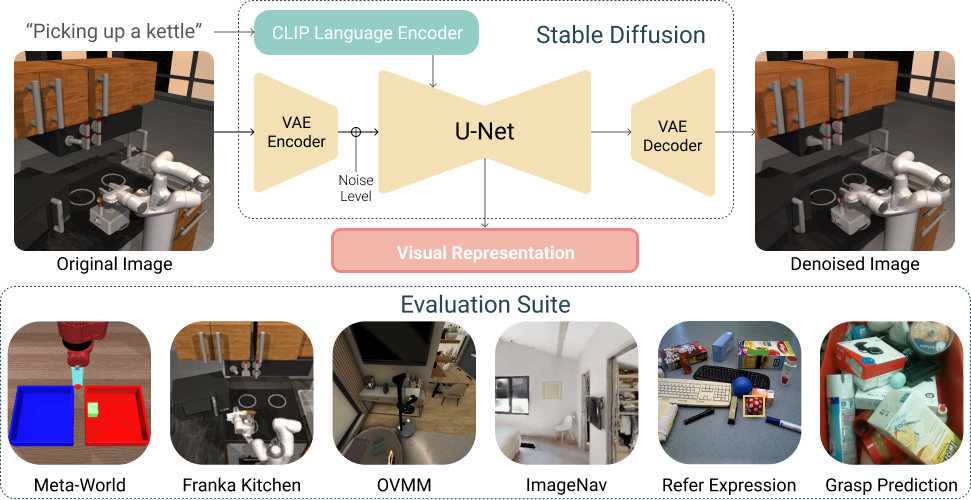 “Picking up a kettle”
CLIP Language Encoder
Stable Diffusion
VAE
Encoder
U-Net
VAE
Decoder
Noise
Level
Original Image
Visual Representation
Denoised Image
Evaluation Suite
Meta-World
Franka Kitchen
OVMM
ImageNav
Refer Expression
Grasp Prediction